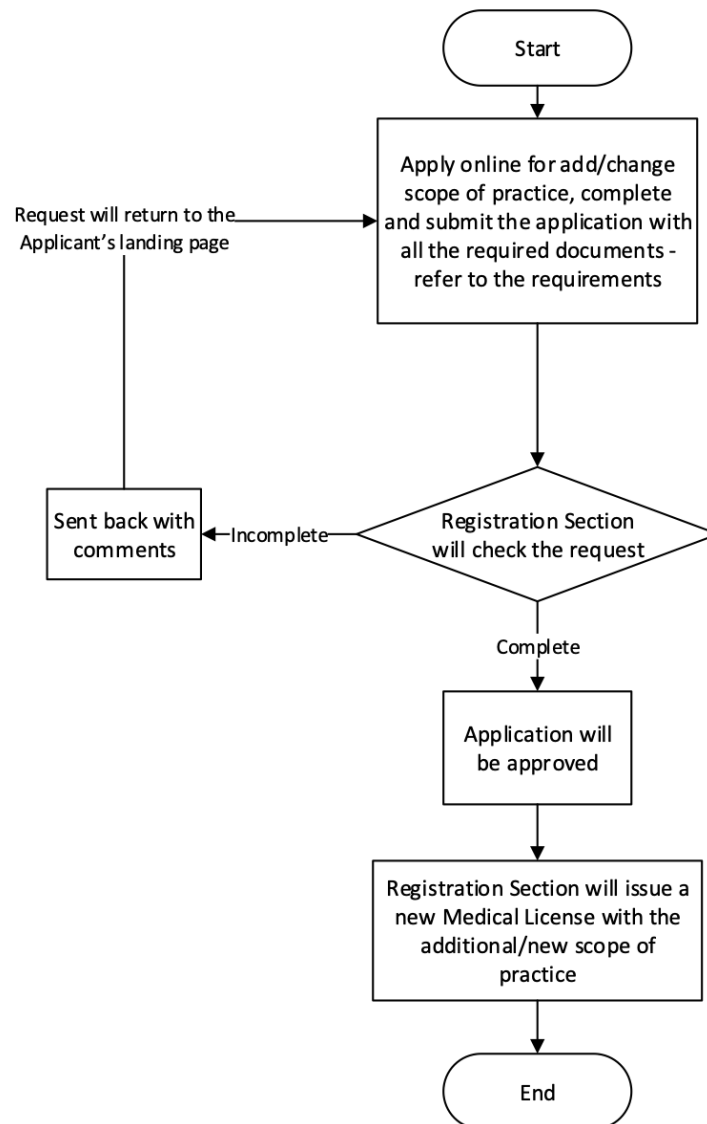 Start
Apply online for add/change
scope of practice, complete
and submit the application with
all the required documents -
refer to the requirements
Request will return to the
Applicant's landing page
Registration Section
will check the request
Incomplete
Sent back with
comments
Complete
Application will
be approved
Registration Section will issue a
new Medical License with the
additional/new scope of
practice
End